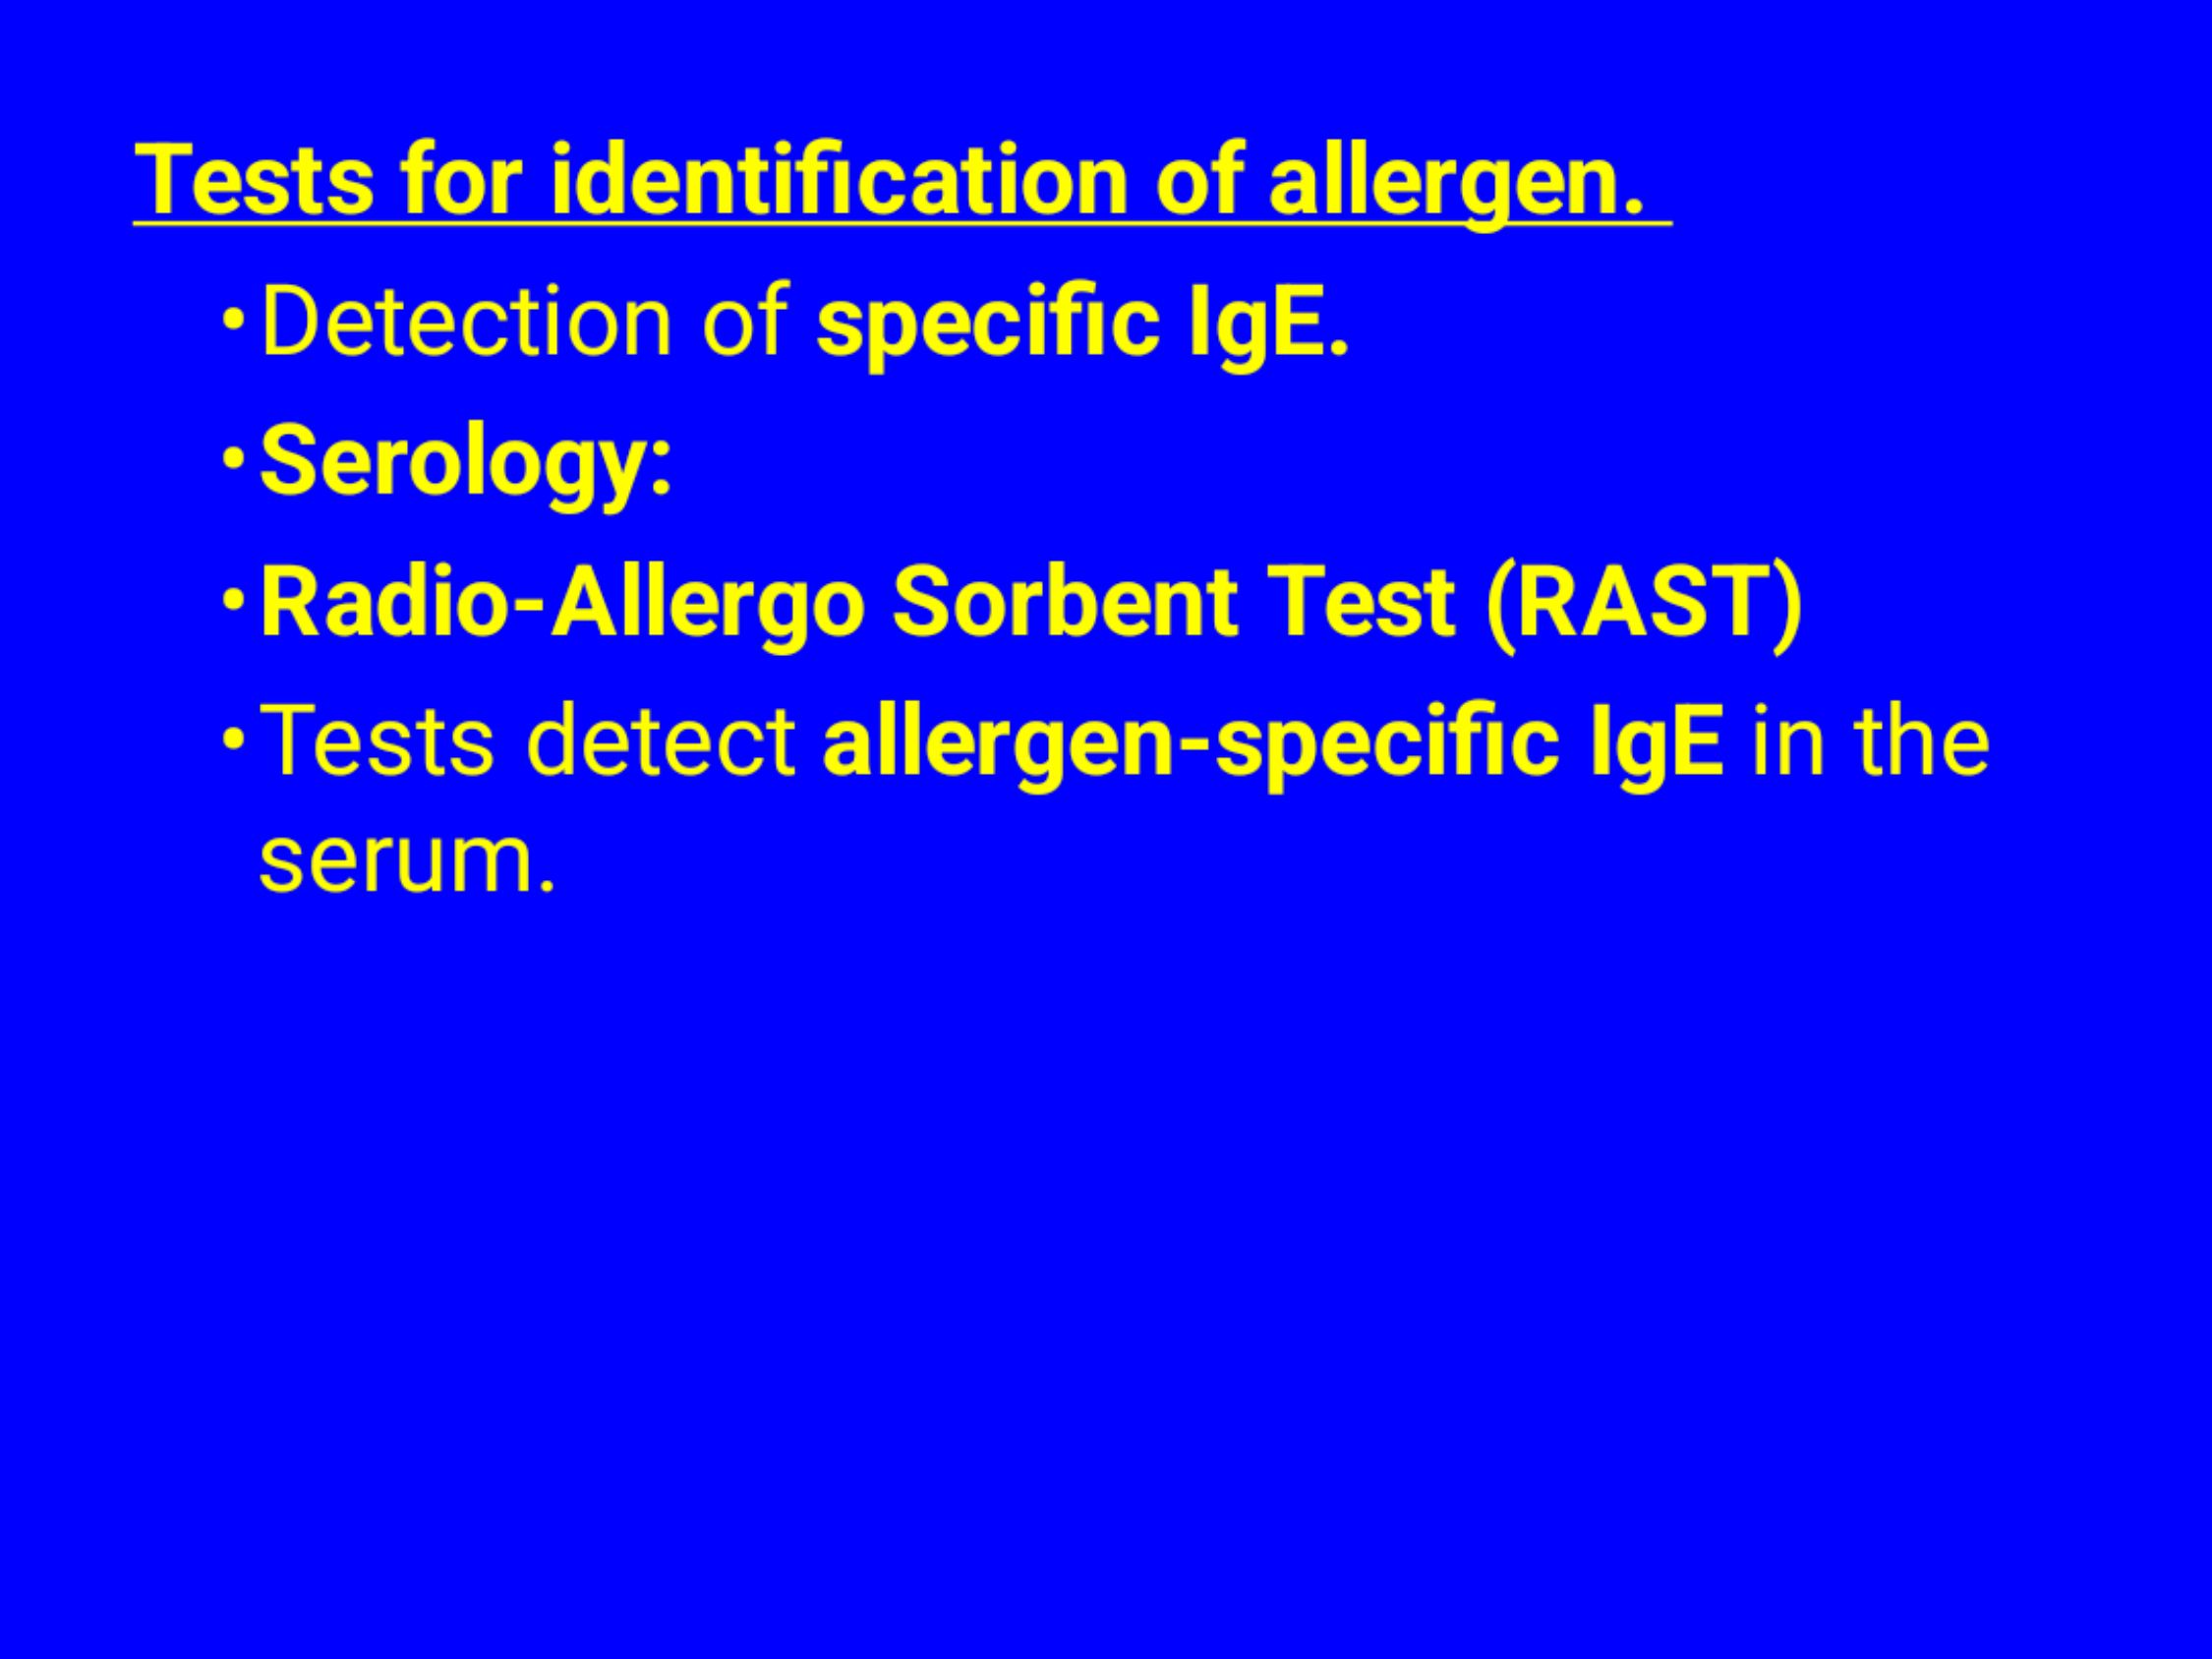 Tests for identification of allergen.
• Detection of specific IgE.
• Serology:
• Radio-Allergo Sorbent Test (RAST)
• Tests detect allergen-specific IgE in the
serum.